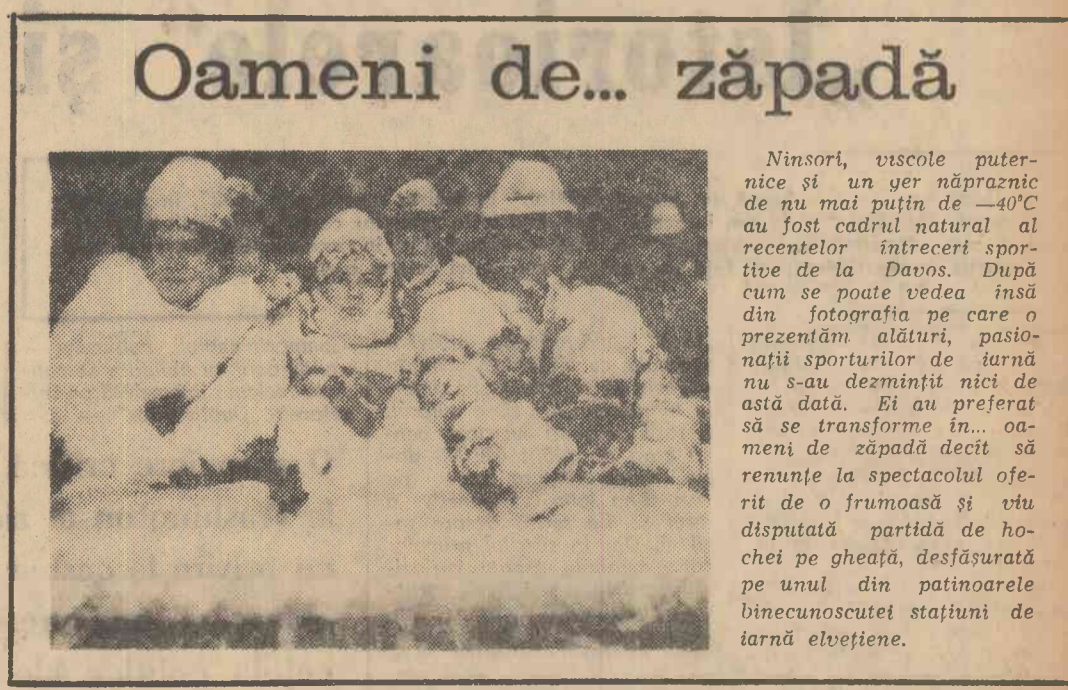 Oameni de... zăpadă
Ninsori, viscole puter-
nice și un ger năpraznic
de nu mai puțin de —40°C
au fost cadrul natural al
recentelor întreceri spor-
tive de la Davos. După
cum se poate vedea însă
din fotografia pe care o
prezentăm alături, pasio-
nații sporturilor de iarnă
nu s-au dezmințit nici de
astă dată. Ei au preferat
să se transforme în... oa-
meni de zăpadă decît să
renunțe la spectacolul ofe-
rit de o frumoasă și viu
disputată partidă de ho-
chei pe gheață, desfășurată
pe unul din patinoarele
binecunoscutei stațiuni de
iarnă elvețiene.